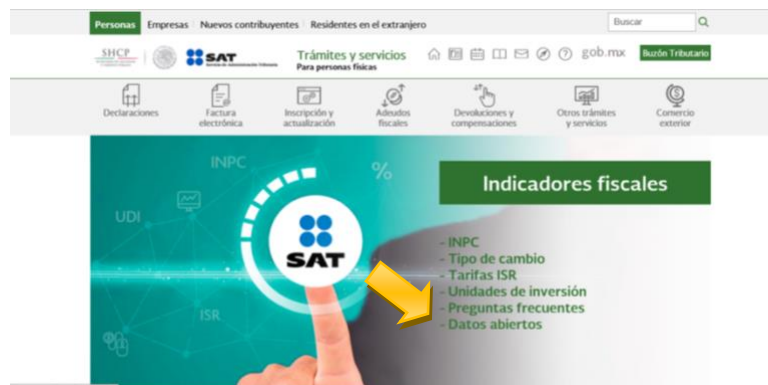 Personas Empresas Nuevos contribuyentes Residentes en el extranjero
Buscar
SHCP
SAT
Trámites y servicios
Para personas físicas
gob.mx
Buzón Tributario
Declaraciones
Factura
electrónica
Inscripción y
actualización
Adeudos
fiscales
Devoluciones y
compensaciones
Otros trámites
y servicios
Comercio
exterior
INPC
%
UDI
SAT
ISR
Indicadores fiscales
- INPC
- Tipo de cambio
- Tarifas ISR
- Unidades de inversión
- Preguntas frecuentes
- Datos abiertos